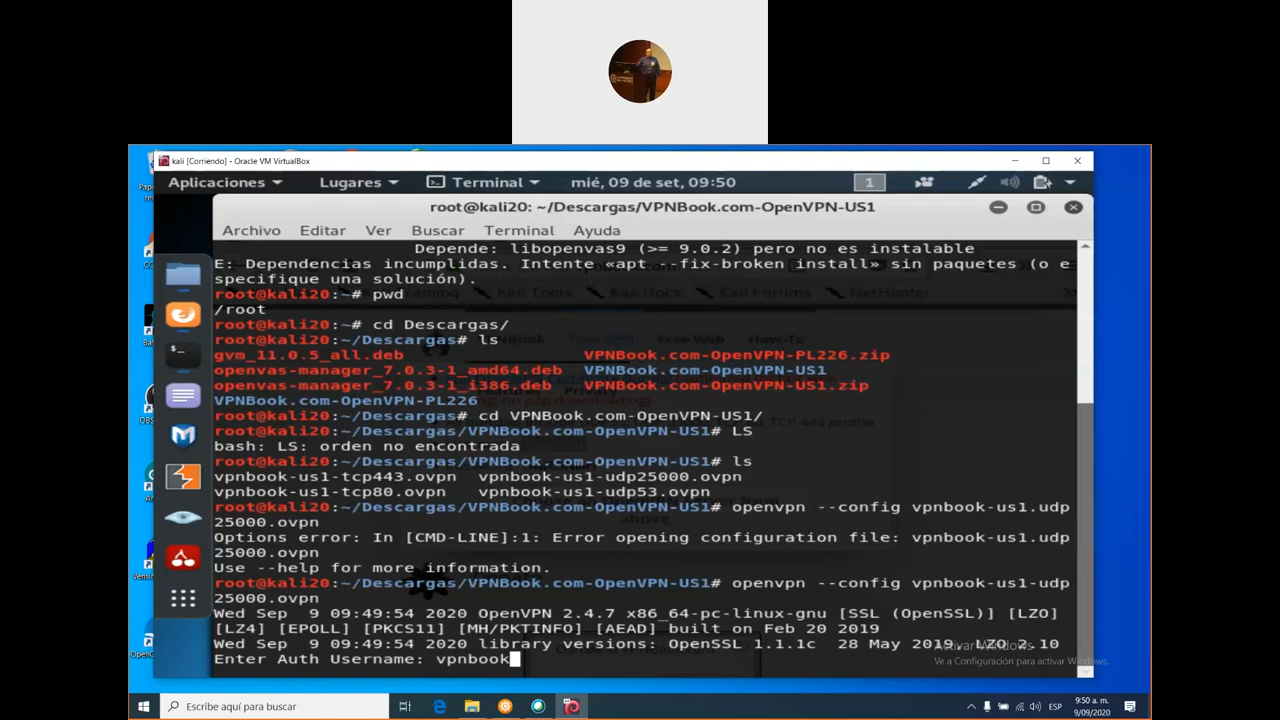 kali [Corriendo] - Oracle VM VirtualBox
Aplicaciones Lugares Terminal mié, 09 de set, 09:50 1
root@kali20: ~/Descargas/VPNBook.com-OpenVPN-US1
Archivo Editar Ver Buscar Terminal Ayuda
Depende: libopenvas9 (>= 9.0.2) pero no es instalable
E: Dependencias incumplidas. Intente «apt --fix-broken install» sin paquetes (o e
specifique una solución).
root@kali20:~# pwd
/root
root@kali20:~# cd Descargas/
root@kali20:~/Descargas# ls
gvm_11.0.5_all.deb VPNBook.com-OpenVPN-PL226.zip
openvas-manager_7.0.3-1_amd64.deb VPNBook.com-OpenVPN-US1
openvas-manager_7.0.3-1_i386.deb VPNBook.com-OpenVPN-US1.zip
VPNBook.com-OpenVPN-PL226
root@kali20:~/Descargas# cd VPNBook.com-OpenVPN-US1/
root@kali20:~/Descargas/VPNBook.com-OpenVPN-US1# LS
bash: LS: orden no encontrada
root@kali20:~/Descargas/VPNBook.com-OpenVPN-US1# ls
vpnbook-us1-tcp443.ovpn vpnbook-us1-udp25000.ovpn
vpnbook-us1-tcp80.ovpn vpnbook-us1-udp53.ovpn
root@kali20:~/Descargas/VPNBook.com-OpenVPN-US1# openvpn --config vpnbook-us1.udp
25000.ovpn
Options error: In [CMD-LINE]:1: Error opening configuration file: vpnbook-us1.udp
25000.ovpn
Use --help for more information.
root@kali20:~/Descargas/VPNBook.com-OpenVPN-US1# openvpn --config vpnbook-us1-udp
25000.ovpn
Wed Sep 9 09:49:54 2020 OpenVPN 2.4.7 x86_64-pc-linux-gnu [SSL (OpenSSL)] [LZO]
[LZ4] [EPOLL] [PKCS11] [MH/PKTINFO] [AEAD] built on Feb 20 2019
Wed Sep 9 09:49:54 2020 library versions: OpenSSL 1.1.1c 28 May 2019, LZO 2.10
Enter Auth Username: vpnbook
Activar Windows
Ve a Configuración para activar Windows.
Escribe aquí para buscar
ESP
9:50 a. m.
9/09/2020